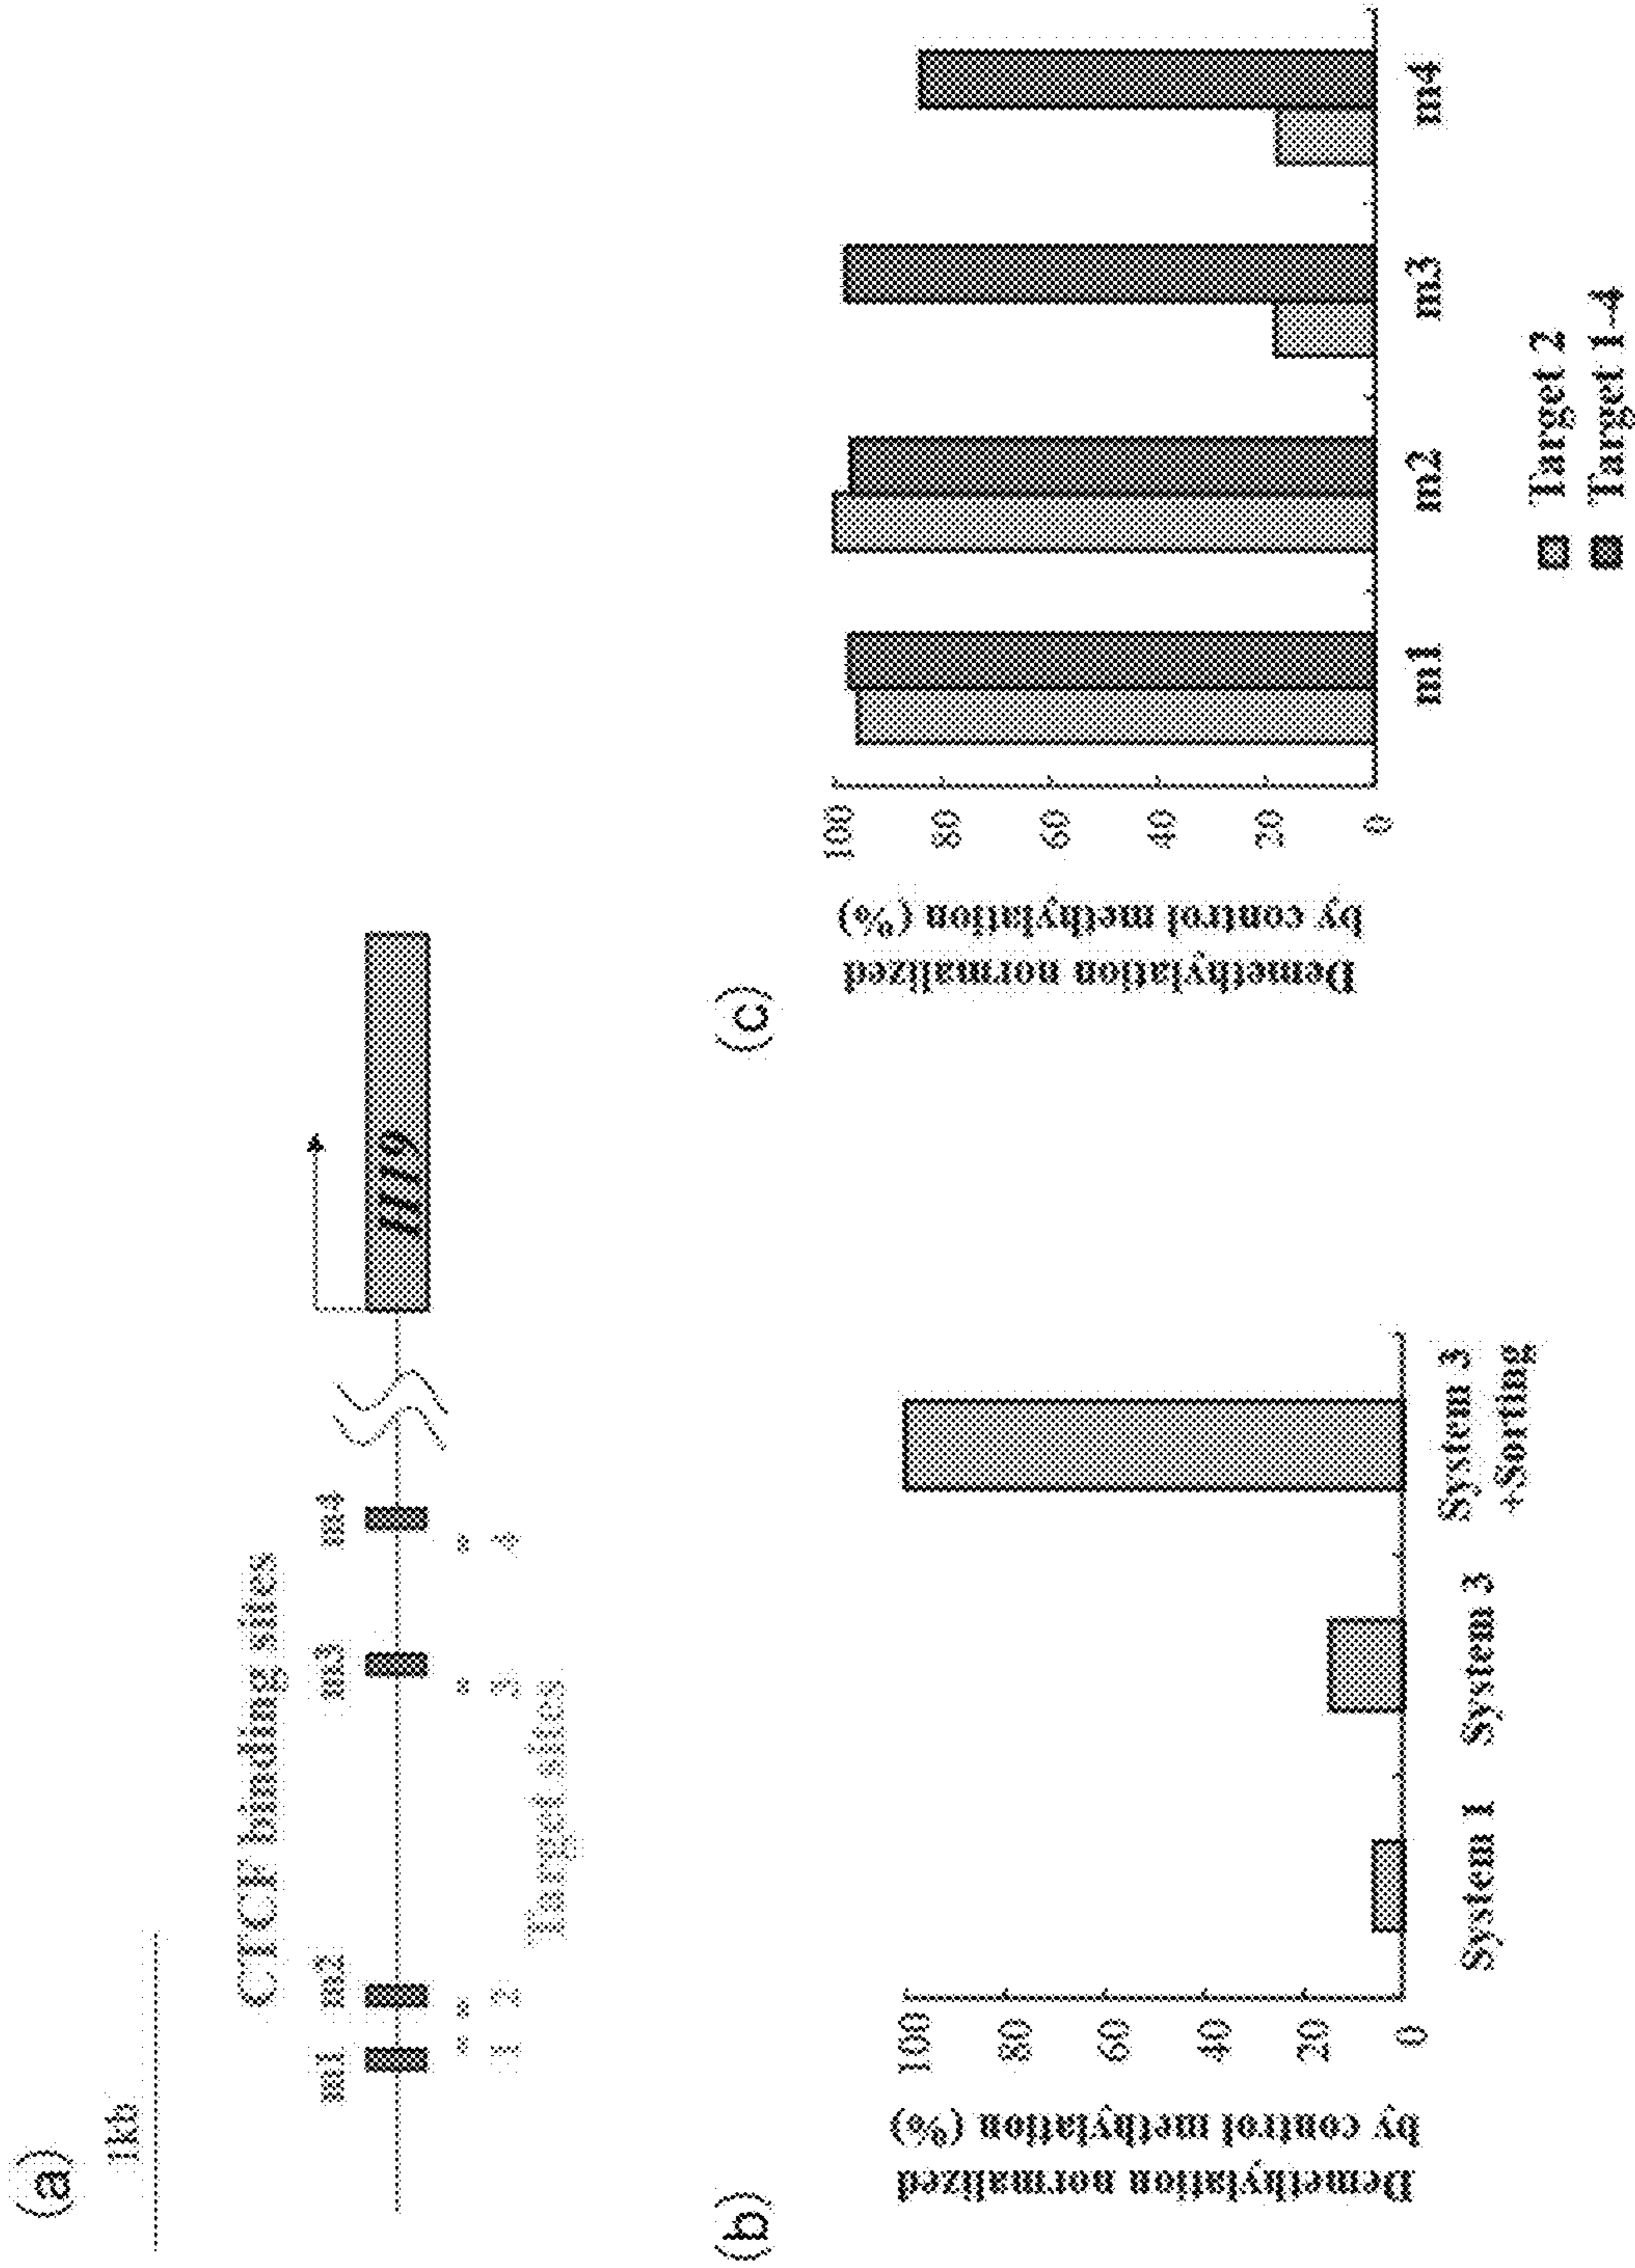 (a)
1kb
CTCF binding sites
m1 m2 m3 m4
H19
1 2 3 4
Target sites
(b)
Demethylation normalized
by control methylation (%)
100
80
60
40
20
0
System 1 System 3 System 3
+Sorting
(c)
Demethylation normalized
by control methylation (%)
100
80
60
40
20
0
m1 m2 m3 m4
Target 2
Target 1-4